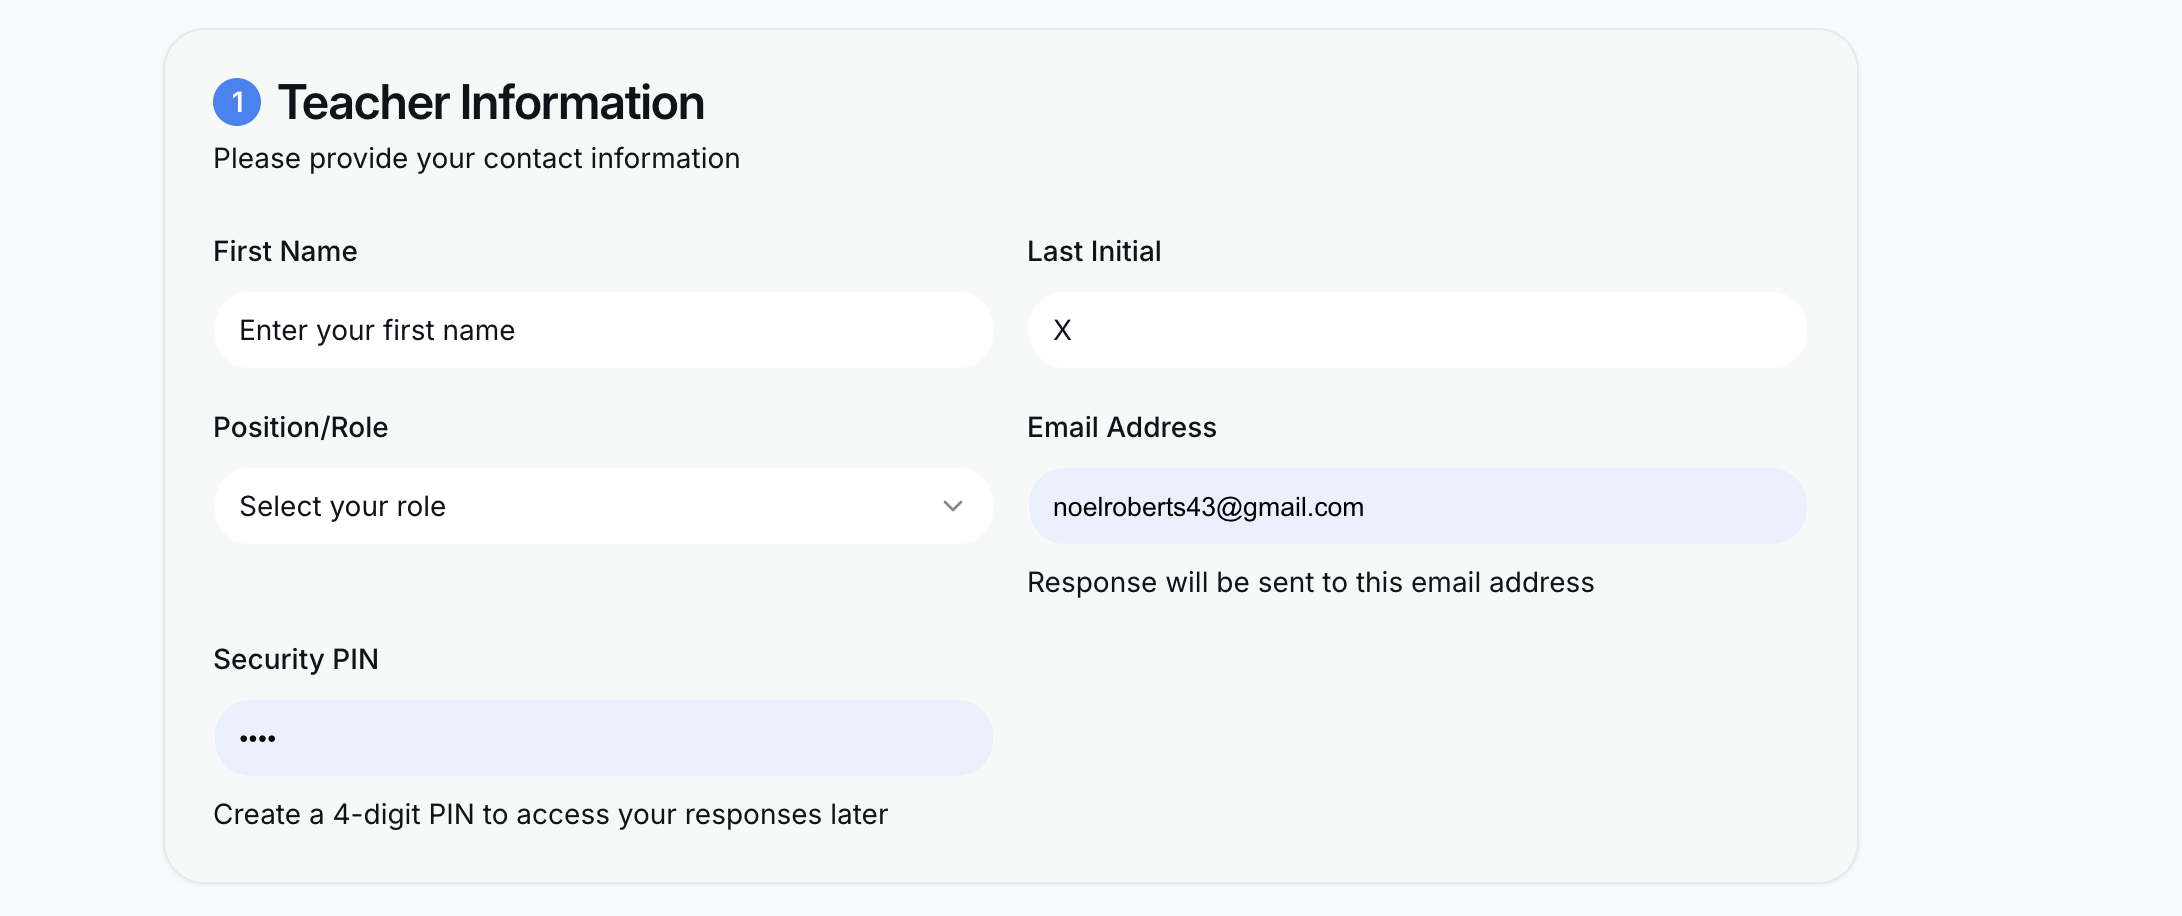 1 Teacher Information
Please provide your contact information
First Name
Enter your first name
Last Initial
X
Position/Role
Select your role
Email Address
noelroberts43@gmail.com
Response will be sent to this email address
Security PIN
••••
Create a 4-digit PIN to access your responses later